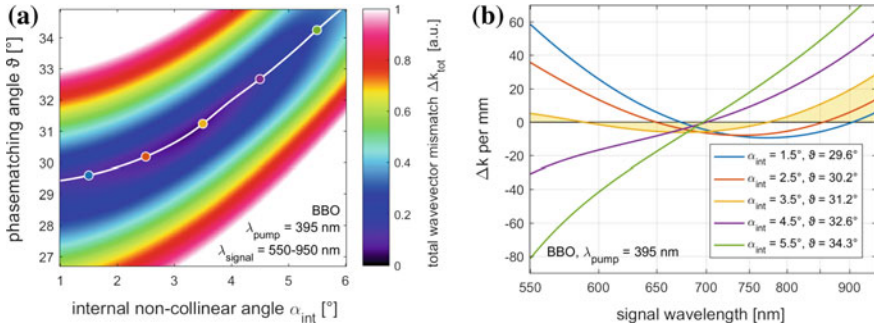 (a)
phasematching angle ϑ [°]
34
33
32
31
30
29
28
27
1
2
3
4
5
6
internal non-collinear angle α_int [°]
BBO
λ_pump = 395 nm
λ_signal = 550-950 nm
1
0.8
0.6
0.4
0.2
0
total wavevector mismatch Δk_tot [a.u.]
(b)
Δk per mm
60
40
20
0
-20
-40
-60
-80
550
600
650
700
750
800
900
signal wavelength [nm]
BBO, λ_pump = 395 nm
α_int = 1.5°, ϑ = 29.6°
α_int = 2.5°, ϑ = 30.2°
α_int = 3.5°, ϑ = 31.2°
α_int = 4.5°, ϑ = 32.6°
α_int = 5.5°, ϑ = 34.3°